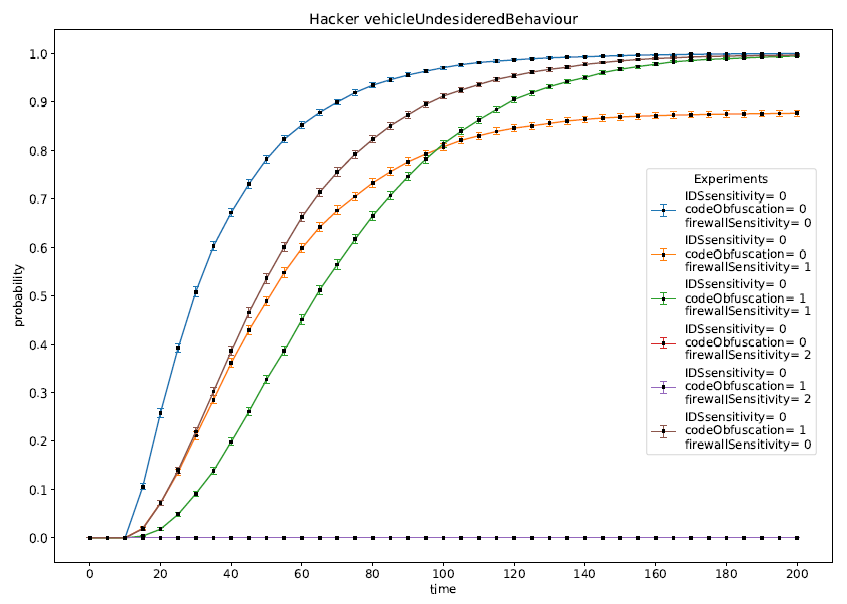 Hacker vehicleUndesideredBehaviour
1.0
0.9
0.8
0.7
0.6
0.5
0.4
0.3
0.2
0.1
0.0
probability
0 20 40 60 80 100 120 140 160 180 200
time
Experiments
IDSsensitivity= 0
codeObfuscation= 0
firewallSensitivity= 0
IDSsensitivity= 0
codeObfuscation= 0
firewallSensitivity= 1
IDSsensitivity= 0
codeObfuscation= 1
firewallSensitivity= 1
IDSsensitivity= 0
codeObfuscation= 0
firewallSensitivity= 2
IDSsensitivity= 0
codeObfuscation= 1
firewallSensitivity= 2
IDSsensitivity= 0
codeObfuscation= 1
firewallSensitivity= 0